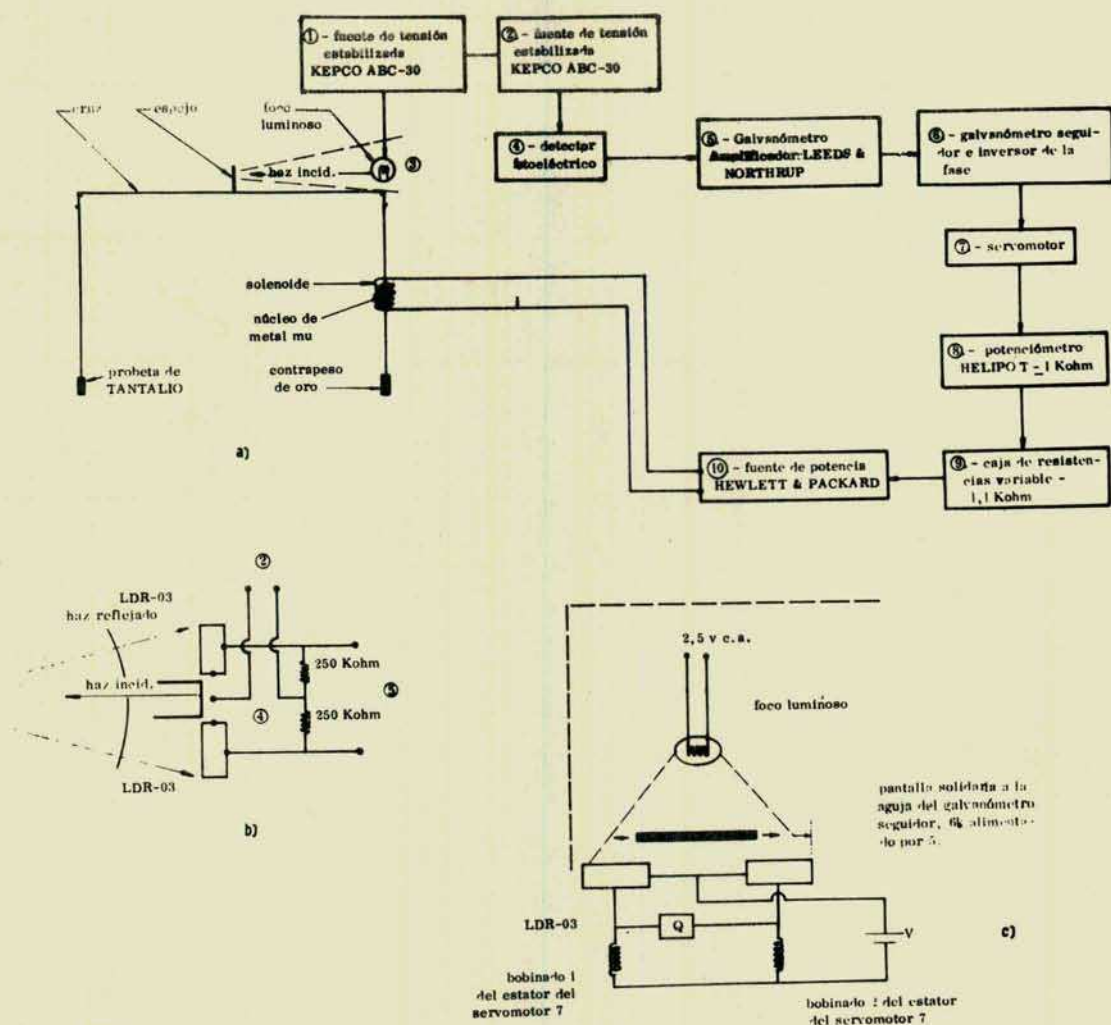 ① - fuente de tensión
estabilizada
KEPCO ABC-30
② - fuente de tensión
estabilizada
KEPCO ABC-30
cruz
espejo
foco
luminoso
haz incid.
③
④ - detector
fotoeléctrico
⑤ - Galvanómetro
Amplificador: LEEDS &
NORTHRUP
⑥ - galvanómetro segui-
dor e inversor de la
fase
⑦ - servomotor
solenoide
núcleo de
metal mu
probeta de
TANTALIO
contrapeso
de oro
⑧ - potenciómetro
HELIPO T - 1 Kohm
a)
⑩ - fuente de potencia
HEWLETT & PACKARD
⑨ - caja de resisten-
cias variable -
1,1 Kohm
②
LDR-03
haz reflejado
250 Kohm
haz incid.
④
250 Kohm
⑤
LDR-03
b)
2,5 v c.a.
foco luminoso
pantalla solidaria a la
aguja del galvanómetro
seguidor, 6k alimenta-
do por 5.
LDR-03
Q
V
c)
bobinado 1
del estator del
servomotor 7
bobinado 2 del estator
del servomotor 7